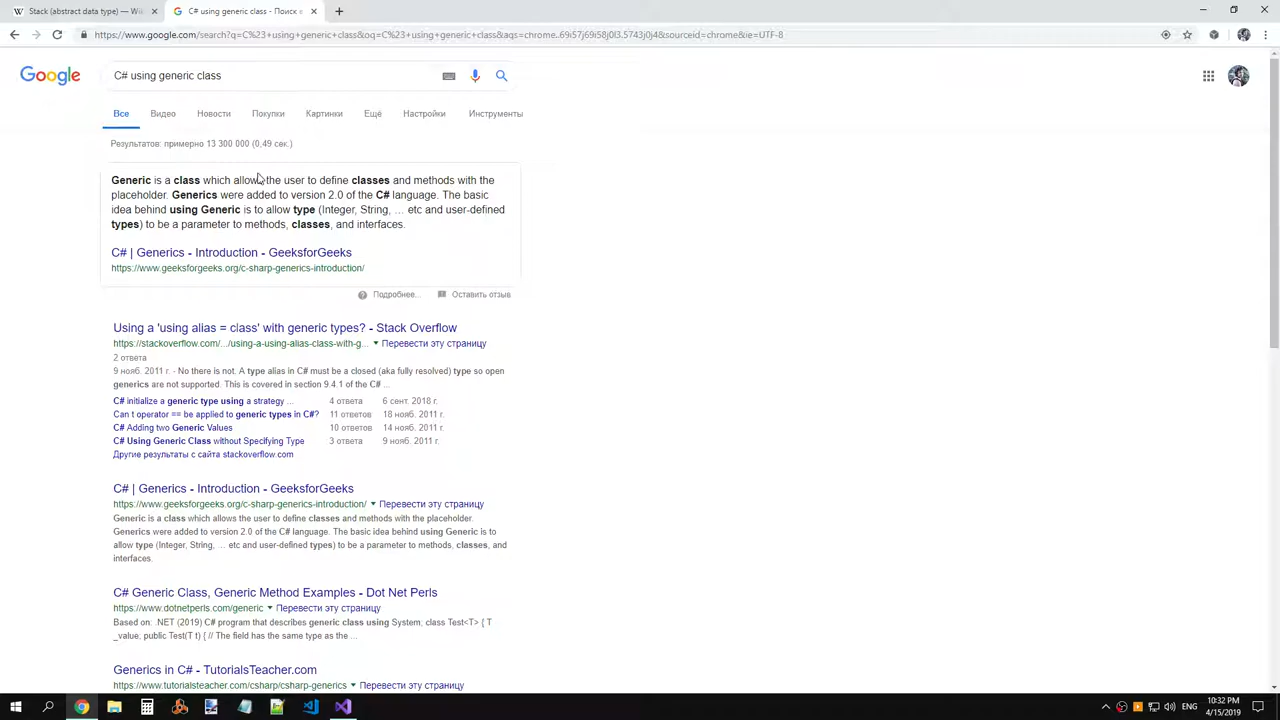 Stack (abstract data type) — Wi
C# using generic class - Поиск в
https://www.google.com/search?q=C%23+using+generic+class&oq=C%23+using+generic+class&aqs=chrome..69i57j69i58j0l3.5743j0j4&sourceid=chrome&ie=UTF-8
Google
C# using generic class
Все Видео Новости Покупки Картинки Ещё Настройки Инструменты
Результатов: примерно 13 300 000 (0,49 сек.)
Generic is a class which allows the user to define classes and methods with the
placeholder. Generics were added to version 2.0 of the C# language. The basic
idea behind using Generic is to allow type (Integer, String, … etc and user-defined
types) to be a parameter to methods, classes, and interfaces.
C# | Generics - Introduction - GeeksforGeeks
https://www.geeksforgeeks.org/c-sharp-generics-introduction/
Подробнее... Оставить отзыв
Using a 'using alias = class' with generic types? - Stack Overflow
https://stackoverflow.com/.../using-a-using-alias-class-with-g... Перевести эту страницу
2 ответа
9 нояб. 2011 г. - No there is not. A type alias in C# must be a closed (aka fully resolved) type so open
generics are not supported. This is covered in section 9.4.1 of the C# ...
C# initialize a generic type using a strategy ... 4 ответа 6 сент. 2018 г.
Can t operator == be applied to generic types in C#? 11 ответов 18 нояб. 2011 г.
C# Adding two Generic Values 10 ответов 14 нояб. 2011 г.
C# Using Generic Class without Specifying Type 3 ответа 9 нояб. 2011 г.
Другие результаты с сайта stackoverflow.com
C# | Generics - Introduction - GeeksforGeeks
https://www.geeksforgeeks.org/c-sharp-generics-introduction/ Перевести эту страницу
Generic is a class which allows the user to define classes and methods with the placeholder.
Generics were added to version 2.0 of the C# language. The basic idea behind using Generic is to
allow type (Integer, String, … etc and user-defined types) to be a parameter to methods, classes, and
interfaces.
C# Generic Class, Generic Method Examples - Dot Net Perls
https://www.dotnetperls.com/generic Перевести эту страницу
Based on: .NET (2019) C# program that describes generic class using System; class Test<T> { T
_value; public Test(T t) { // The field has the same type as the ...
Generics in C# - TutorialsTeacher.com
https://www.tutorialsteacher.com/csharp/csharp-generics Перевести эту страницу
ENG
10:32 PM
4/15/2019